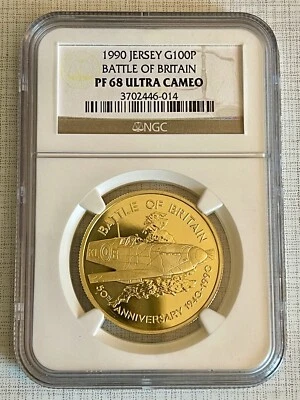 1990 JERSEY G100P
BATTLE OF BRITAIN
PF 68 ULTRA CAMEO
3702446-014
NGC
BATTLE OF BRITAIN
50TH ANNIVERSARY 1940-1990